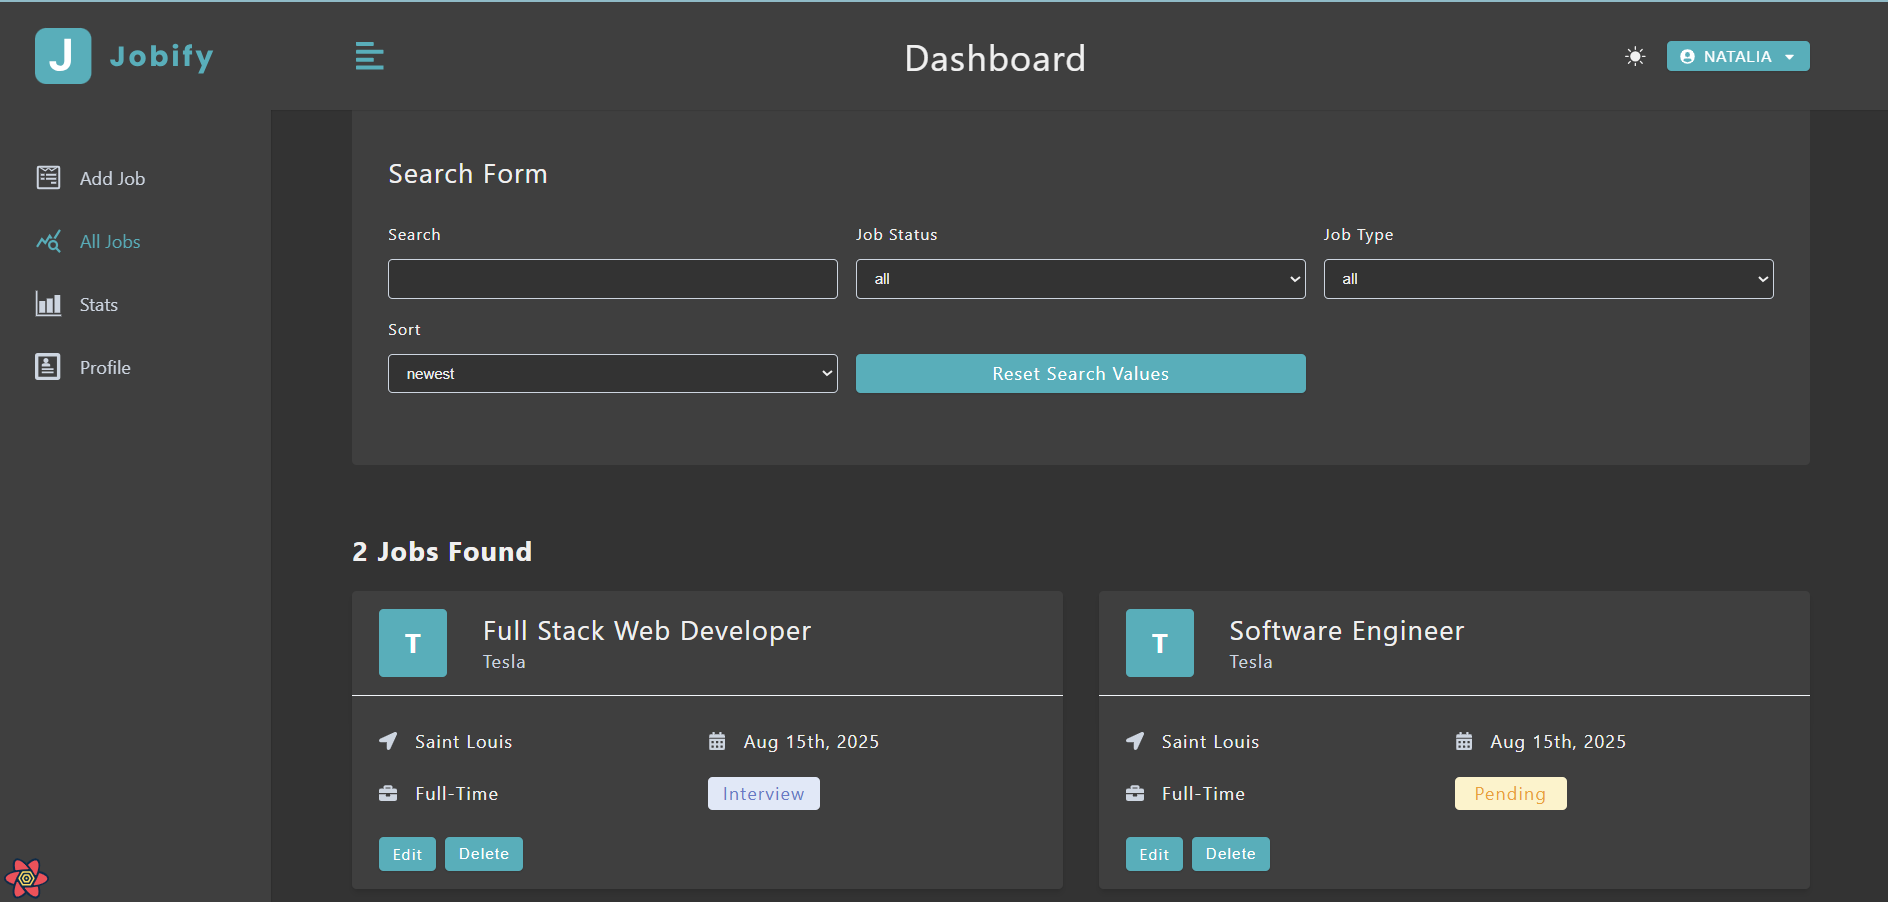 J Jobify
Dashboard
NATALIA
Add Job
All Jobs
Stats
Profile
Search Form
Search
Job Status
Job Type
all
all
Sort
newest
Reset Search Values
2 Jobs Found
T
Full Stack Web Developer
Tesla
Saint Louis
Aug 15th, 2025
Full-Time
Interview
Edit
Delete
T
Software Engineer
Tesla
Saint Louis
Aug 15th, 2025
Full-Time
Pending
Edit
Delete